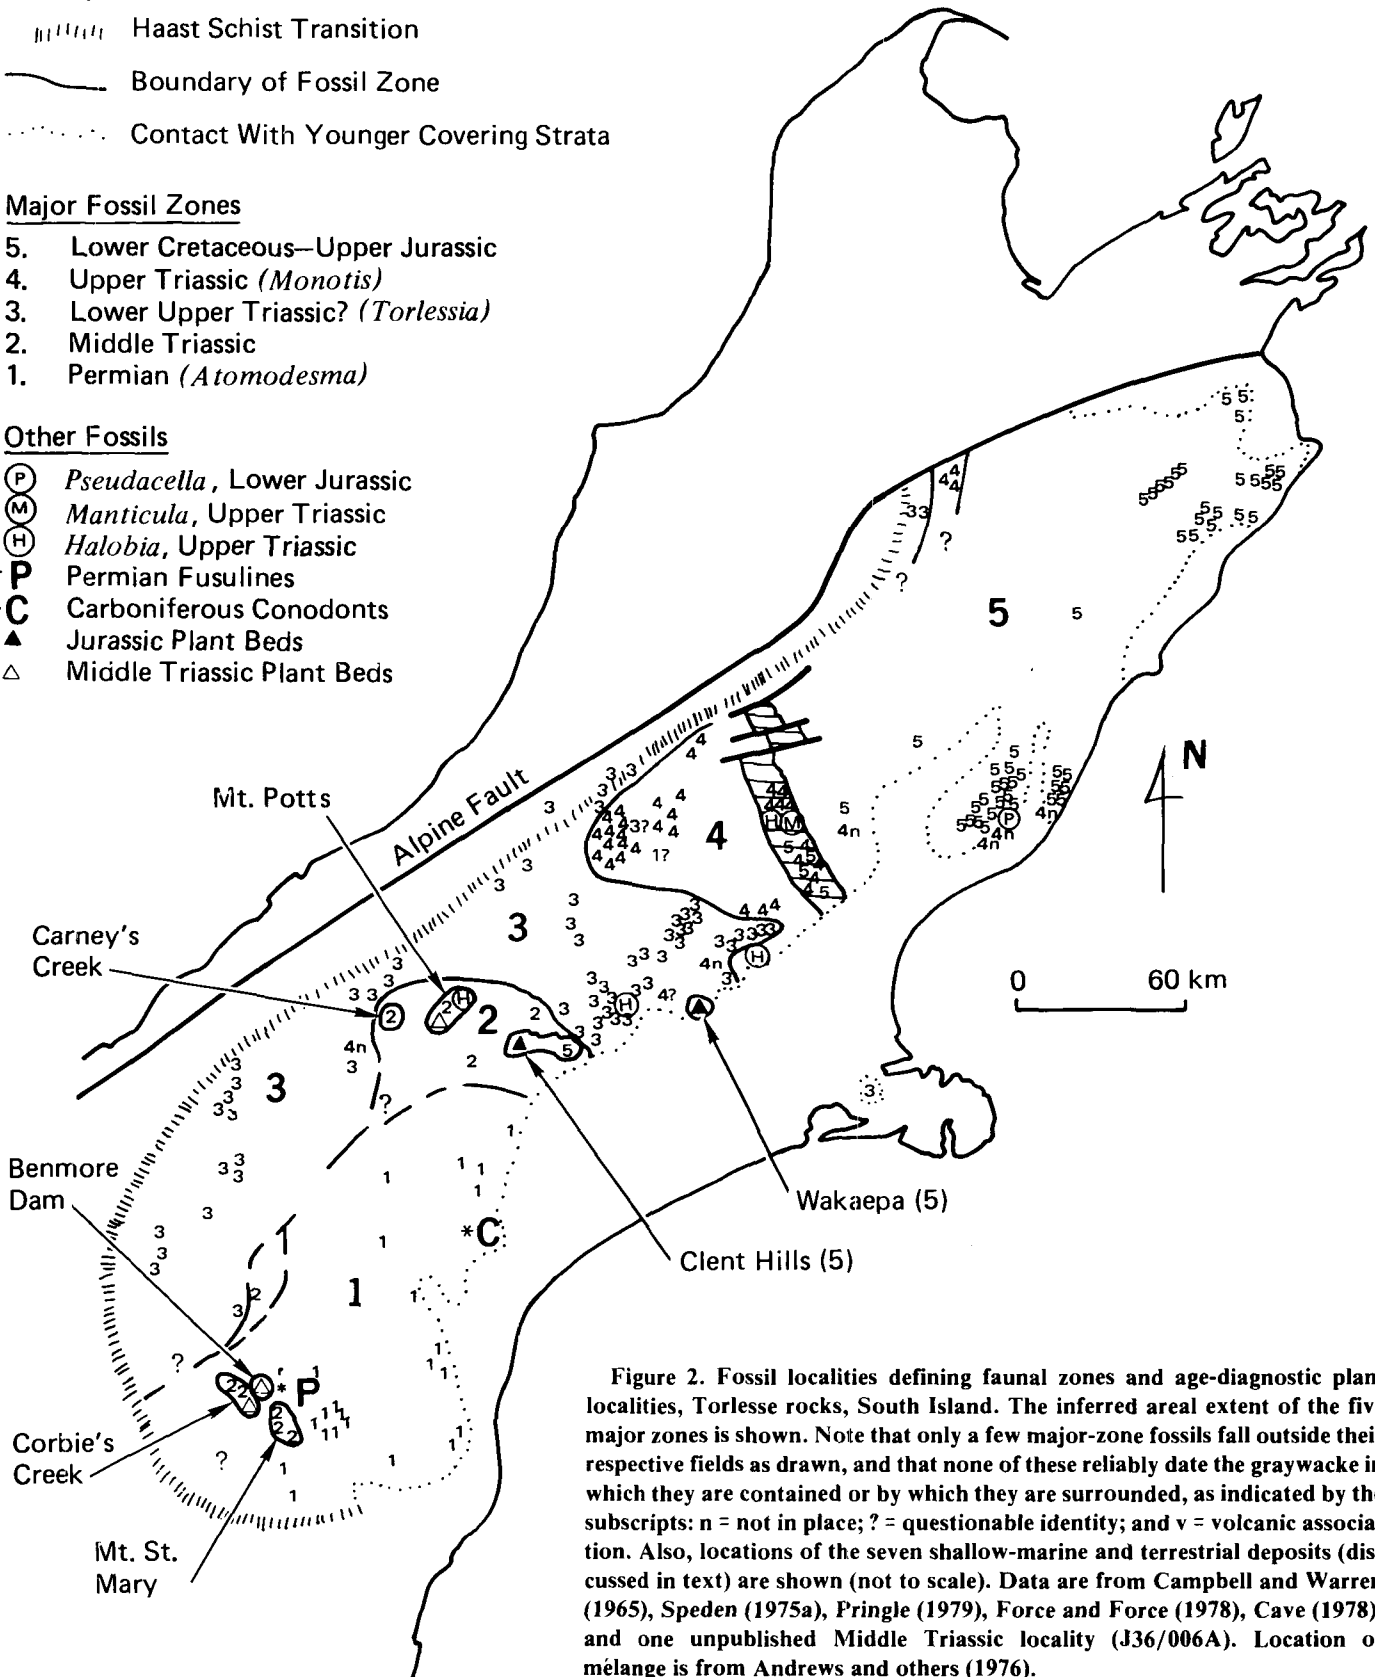 Haast Schist Transition
Boundary of Fossil Zone
Contact With Younger Covering Strata
Major Fossil Zones
5. Lower Cretaceous—Upper Jurassic
4. Upper Triassic (Monotis)
3. Lower Upper Triassic? (Torlessia)
2. Middle Triassic
1. Permian (Atomodesma)
Other Fossils
P Pseudacella, Lower Jurassic
M Manticula, Upper Triassic
H Halobia, Upper Triassic
P Permian Fusulines
C Carboniferous Conodonts
▲ Jurassic Plant Beds
△ Middle Triassic Plant Beds
Mt. Potts
Alpine Fault
Carney's
Creek
Benmore
Dam
Corbie's
Creek
Mt. St.
Mary
Wakaepa (5)
Clent Hills (5)
N
0 60 km
5
4
3
2
3
1
*C
P
Figure 2. Fossil localities defining faunal zones and age-diagnostic plan
localities, Torlesse rocks, South Island. The inferred areal extent of the fiv
major zones is shown. Note that only a few major-zone fossils fall outside thei
respective fields as drawn, and that none of these reliably date the graywacke in
which they are contained or by which they are surrounded, as indicated by the
subscripts: n = not in place; ? = questionable identity; and v = volcanic associa-
tion. Also, locations of the seven shallow-marine and terrestrial deposits (dis-
cussed in text) are shown (not to scale). Data are from Campbell and Warren
(1965), Speden (1975a), Pringle (1979), Force and Force (1978), Cave (1978)
and one unpublished Middle Triassic locality (J36/006A). Location o
mélange is from Andrews and others (1976).